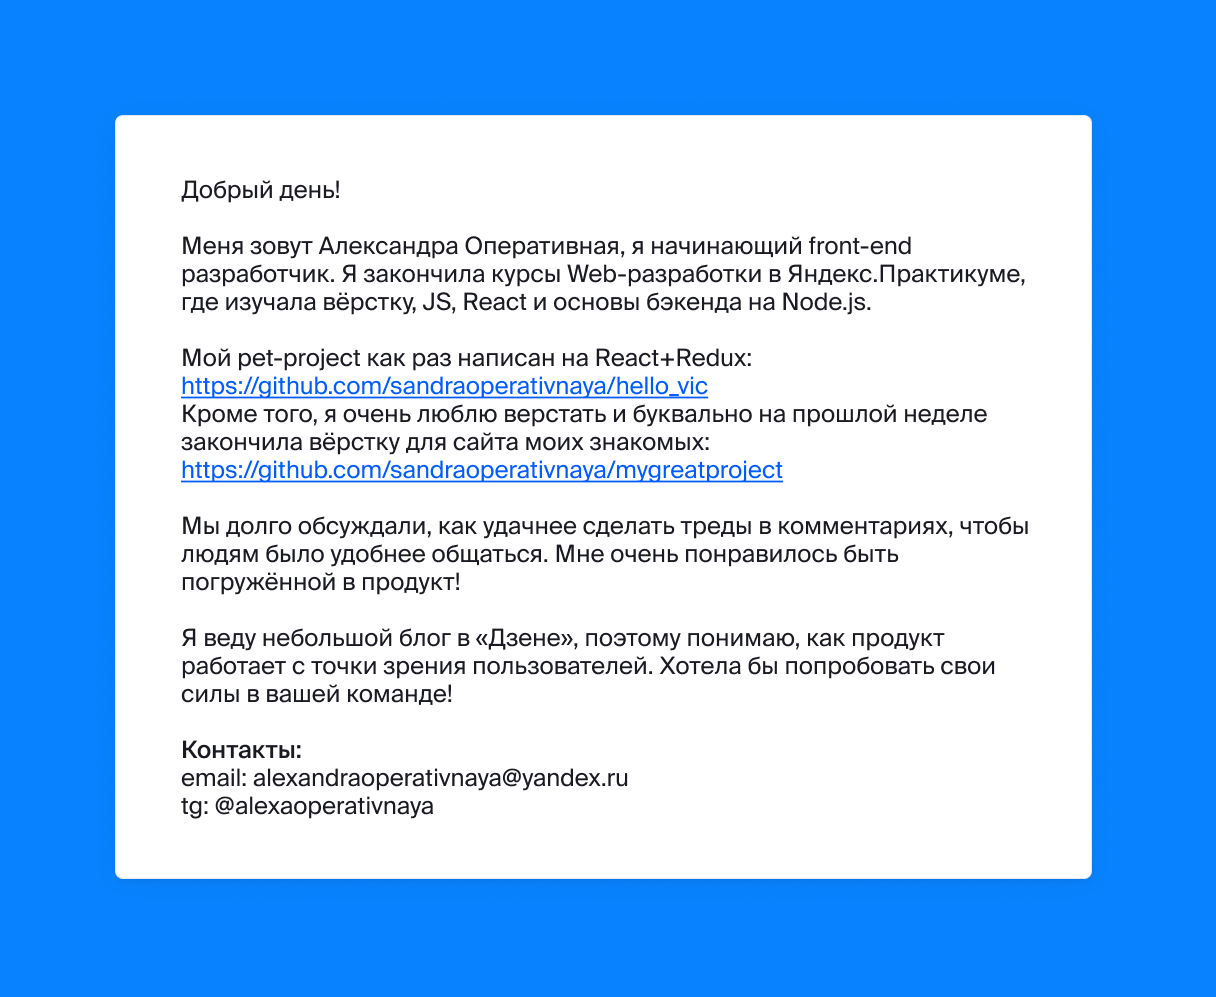 Добрый день!
Меня зовут Александра Оперативная, я начинающий front-end
разработчик. Я закончила курсы Web-разработки в Яндекс.Практикуме,
где изучала вёрстку, JS, React и основы бэкенда на Node.js.
Мой pet-project как раз написан на React+Redux:
https://github.com/sandraoperativnaya/hello_vic
Кроме того, я очень люблю верстать и буквально на прошлой неделе
закончила вёрстку для сайта моих знакомых:
https://github.com/sandraoperativnaya/mygreatproject
Мы долго обсуждали, как удачнее сделать треды в комментариях, чтобы
людям было удобнее общаться. Мне очень понравилось быть
погружённой в продукт!
Я веду небольшой блог в «Дзене», поэтому понимаю, как продукт
работает с точки зрения пользователей. Хотела бы попробовать свои
силы в вашей команде!
Контакты:
email: alexandraoperativnaya@yandex.ru
tg: @alexaoperativnaya